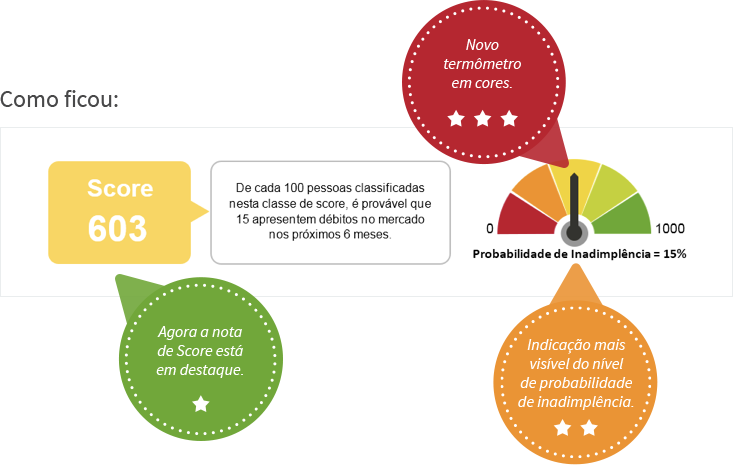 Novo
termômetro
em cores.
Como ficou:
Score
603
De cada 100 pessoas classificadas
nesta classe de score, é provável que
15 apresentem débitos no mercado
nos próximos 6 meses.
0
1000
Probabilidade de Inadimplência = 15%
Agora a nota
de Score está
em destaque.
Indicação mais
visível do nível
de probabilidade
de inadimplência.